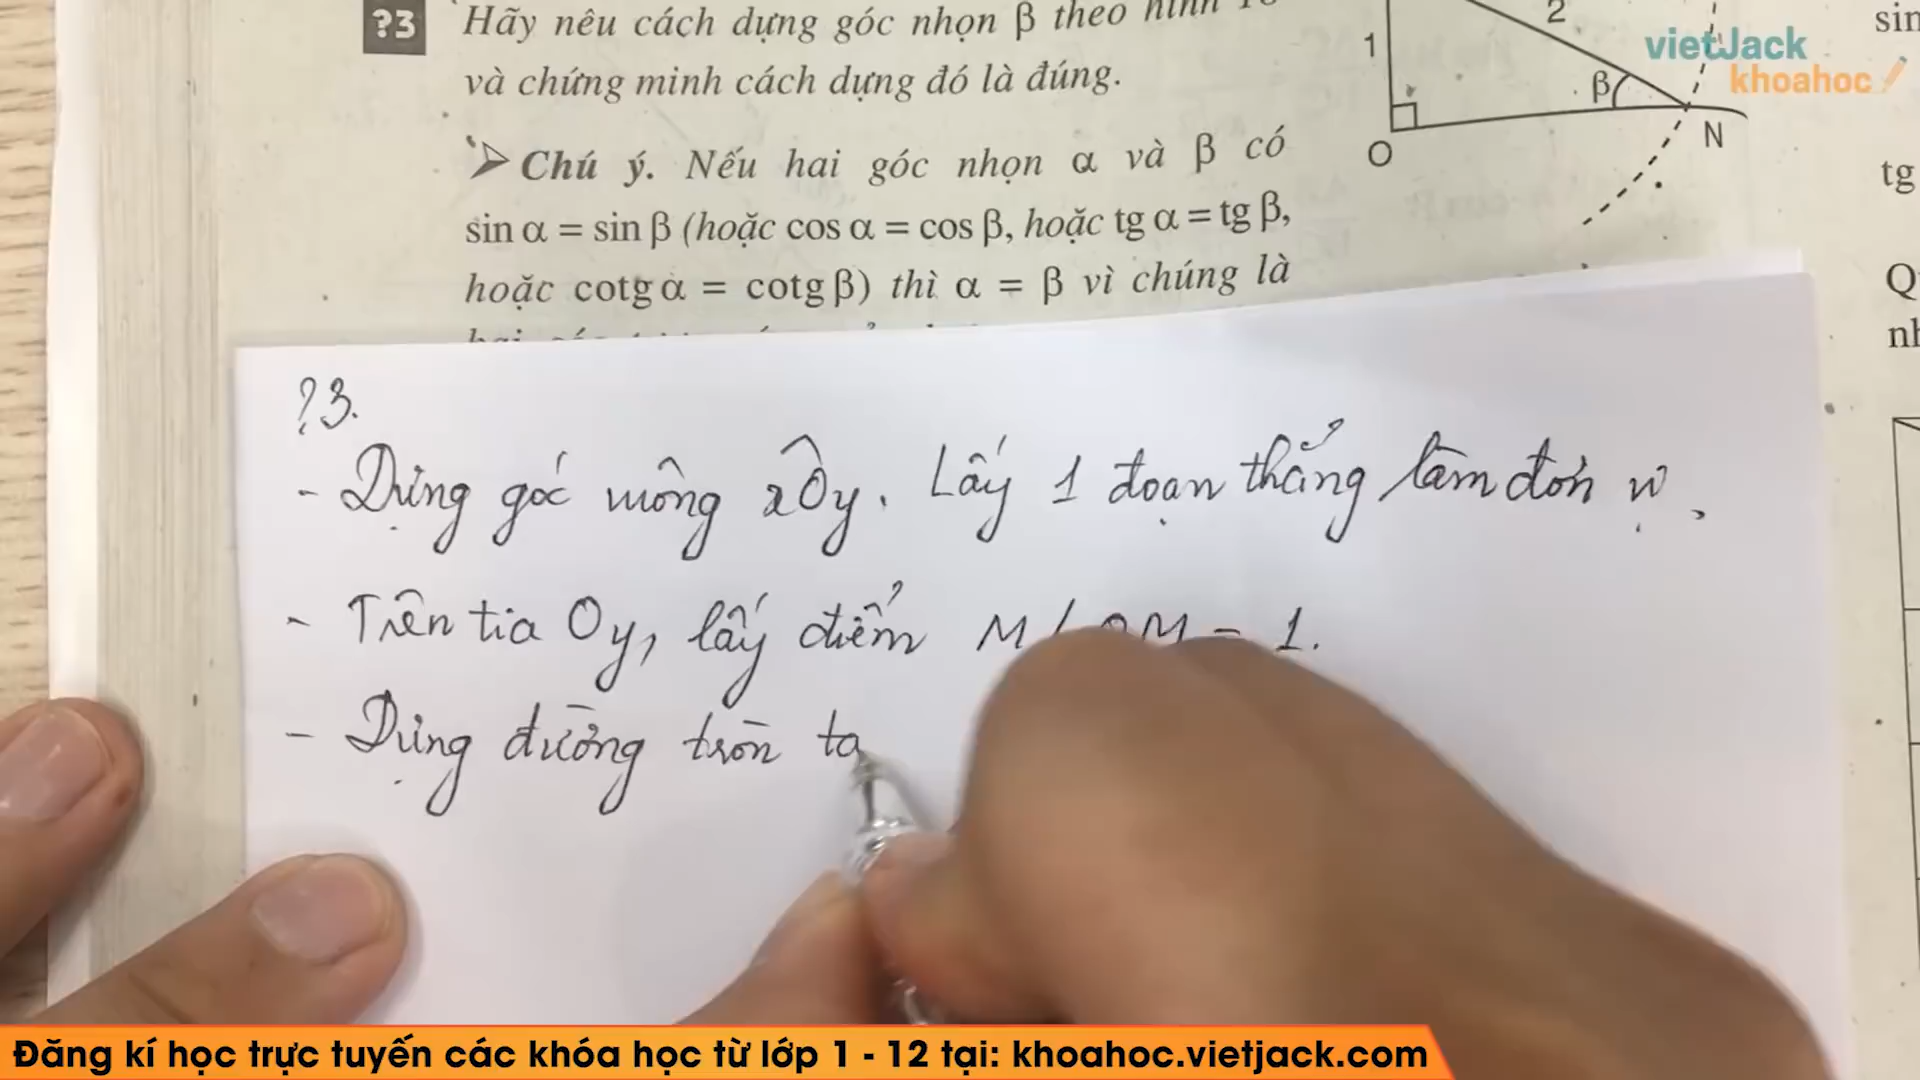 ?3
Hãy nêu cách dựng góc nhọn β theo hình
và chứng minh cách dựng đó là đúng.
Chú ý. Nếu hai góc nhọn α và β có
sin α = sin β (hoặc cos α = cos β, hoặc tg α = tg β,
hoặc cotg α = cotg β) thì α = β vì chúng là
1
2
β
O
N
vietJack
khoahoc
sin
tg
Q
nh
?3.
- Dựng góc vuông xOy. Lấy 1 đoạn thẳng làm đơn vị.
- Trên tia Oy, lấy điểm M / OM = 1.
- Dựng đường tròn
Đăng kí học trực tuyến các khóa học từ lớp 1 - 12 tại: khoahoc.vietjack.com